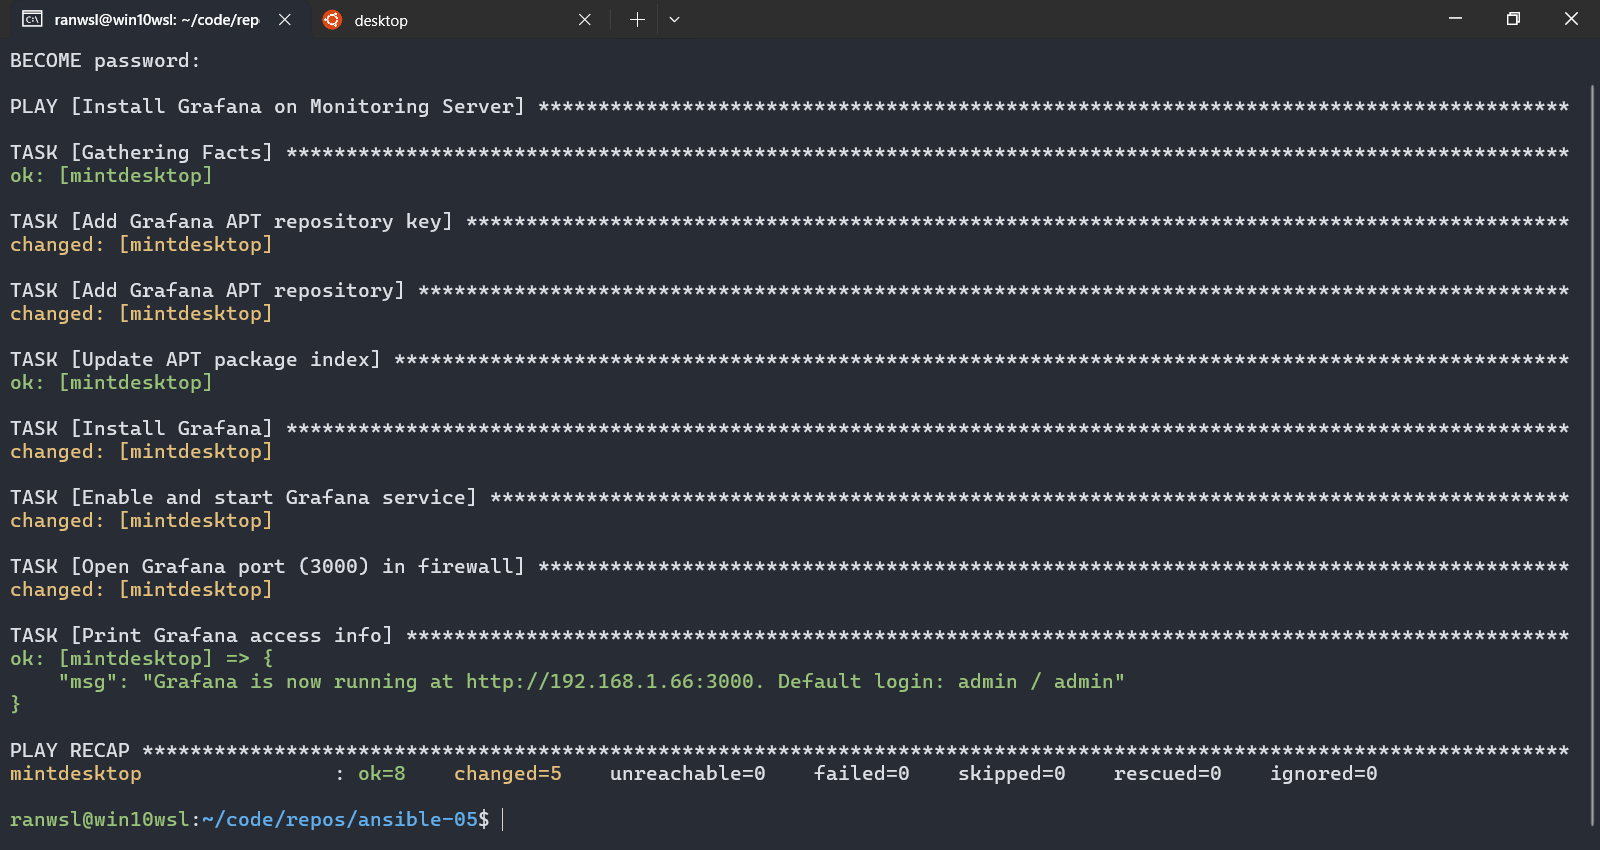 ranwsl@win10wsl: ~/code/rep
desktop
BECOME password:
PLAY [Install Grafana on Monitoring Server] **************************************************************************************
TASK [Gathering Facts] ***********************************************************************************************************
ok: [mintdesktop]
TASK [Add Grafana APT repository key] ********************************************************************************************
changed: [mintdesktop]
TASK [Add Grafana APT repository] ************************************************************************************************
changed: [mintdesktop]
TASK [Update APT package index] **************************************************************************************************
ok: [mintdesktop]
TASK [Install Grafana] ***********************************************************************************************************
changed: [mintdesktop]
TASK [Enable and start Grafana service] ******************************************************************************************
changed: [mintdesktop]
TASK [Open Grafana port (3000) in firewall] **************************************************************************************
changed: [mintdesktop]
TASK [Print Grafana access info] *************************************************************************************************
ok: [mintdesktop] => {
    "msg": "Grafana is now running at http://192.168.1.66:3000. Default login: admin / admin"
}
PLAY RECAP ***********************************************************************************************************************
mintdesktop                : ok=8    changed=5    unreachable=0    failed=0    skipped=0    rescued=0    ignored=0
ranwsl@win10wsl:~/code/repos/ansible-05$